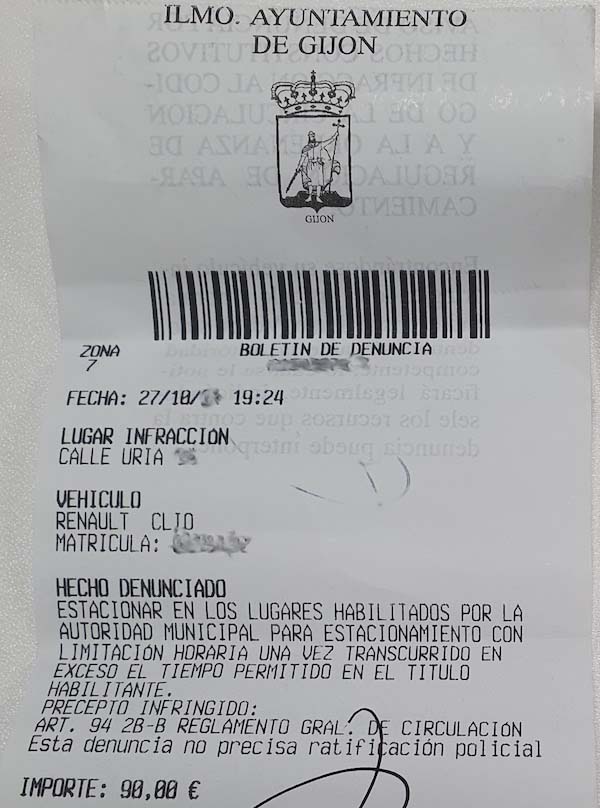 ILMO. AYUNTAMIENTO
DE GIJON
GIJON
ZONA
7
BOLETIN DE DENUNCIA
FECHA: 27/10/ 19:24
LUGAR INFRACCIÓN
CALLE URIA
VEHICULO
RENAULT CLIO
MATRICULA:
HECHO DENUNCIADO
ESTACIONAR EN LOS LUGARES HABILITADOS POR LA
AUTORIDAD MUNICIPAL PARA ESTACIONAMIENTO CON
LIMITACIÓN HORARIA UNA VEZ TRANSCURRIDO EN
EXCESO EL TIEMPO PERMITIDO EN EL TITULO
HABILITANTE.
PRECEPTO INFRINGIDO:
ART. 94 2B-B REGLAMENTO GRAL. DE CIRCULACIÓN
Esta denuncia no precisa ratificación policial
IMPORTE: 90,00 €